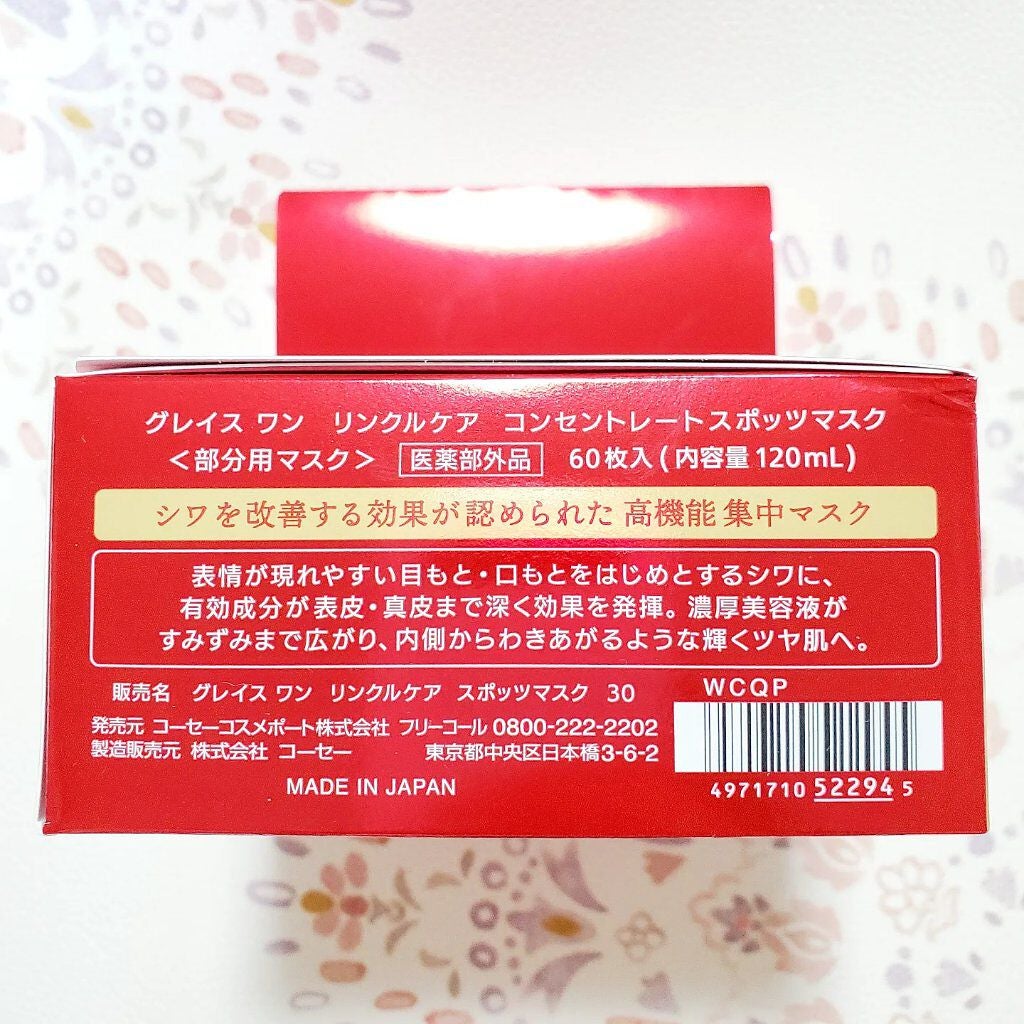 グレイス ワン リンクルケア コンセントレートスポッツマスク
＜部分用マスク＞ 医薬部外品 60枚入(内容量120mL)
シワを改善する効果が認められた 高機能集中マスク
表情が現れやすい目もと・口もとをはじめとするシワに、
有効成分が表皮・真皮まで深く効果を発揮。濃厚美容液が
すみずみまで広がり、内側からわきあがるような輝くツヤ肌へ。
販売名 グレイス ワン リンクルケア スポッツマスク 30
WCQP
発売元 コーセーコスメポート株式会社 フリーコール 0800-222-2202
製造販売元 株式会社 コーセー 東京都中央区日本橋3-6-2
MADE IN JAPAN
4971710 52294 5